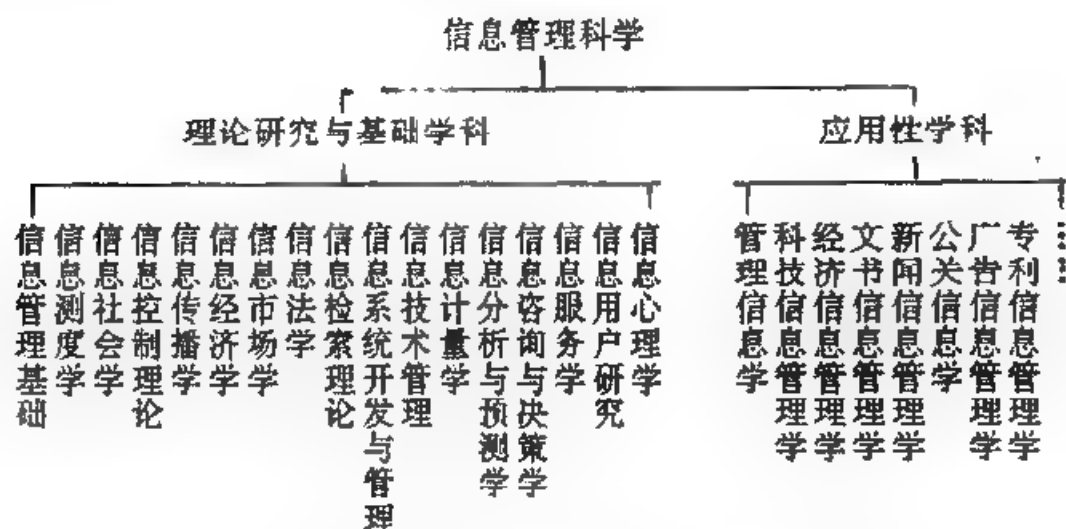 信息管理科学
理论研究与基础学科
应用性学科
信息管理基础
信息测度学
信息社会学
信息控制理论
信息传播学
信息经济学
信息市场学
信息法学
信息检索理论
信息系统开发与管理
信息技术管理
信息计量学
信息分析与预测学
信息咨询与决策学
信息服务学
信息用户研究
信息心理学
管理信息学
科技信息管理学
经济信息管理学
文书信息管理学
新闻信息管理学
公关信息学
广告信息管理学
专利信息管理学